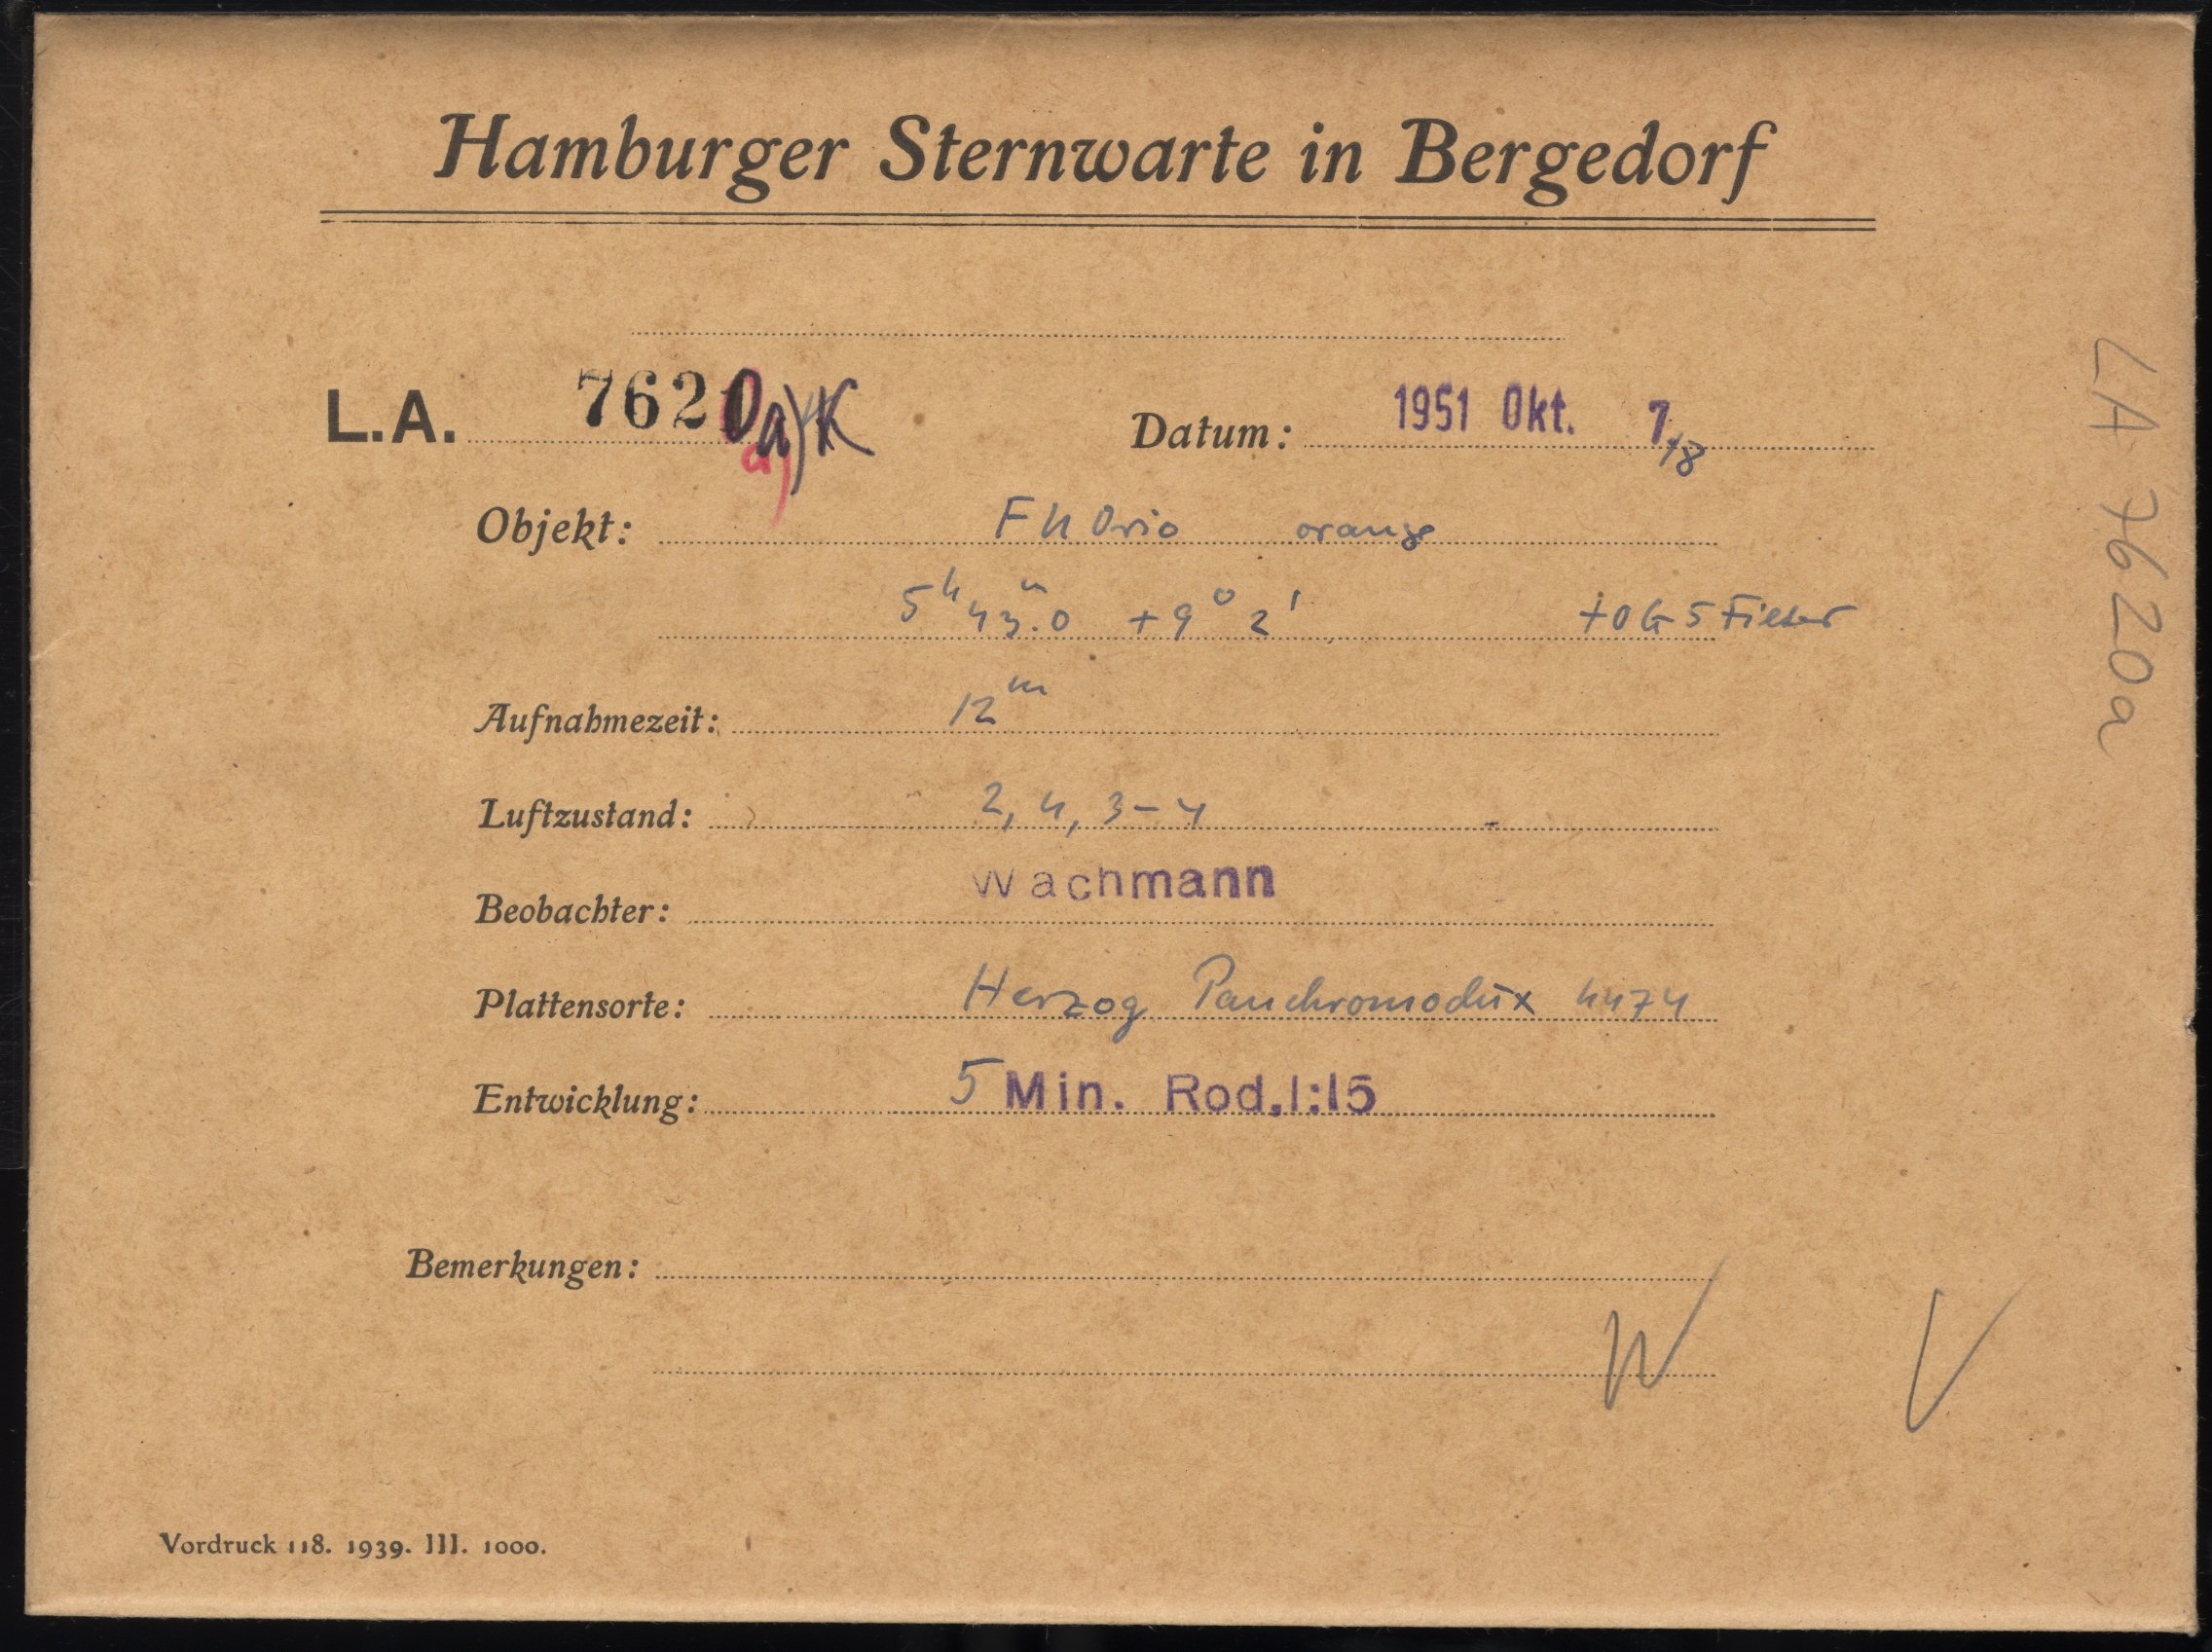 Hamburger Sternwarte in Bergedorf
L.A. 7620a)K
Datum: 1951 Okt. 7./8
Objekt: FU Orio orange
5h 43m.0 +9° 2' +OG5 Filter
Aufnahmezeit: 12m
Luftzustand: 2, 4, 3-4
Beobachter: Wachmann
Plattensorte: Herzog Panchromodux 4474
Entwicklung: 5 Min. Rod. 1:15
Bemerkungen:
W V
Vordruck 118. 1939. III. 1000.
LA 7620a